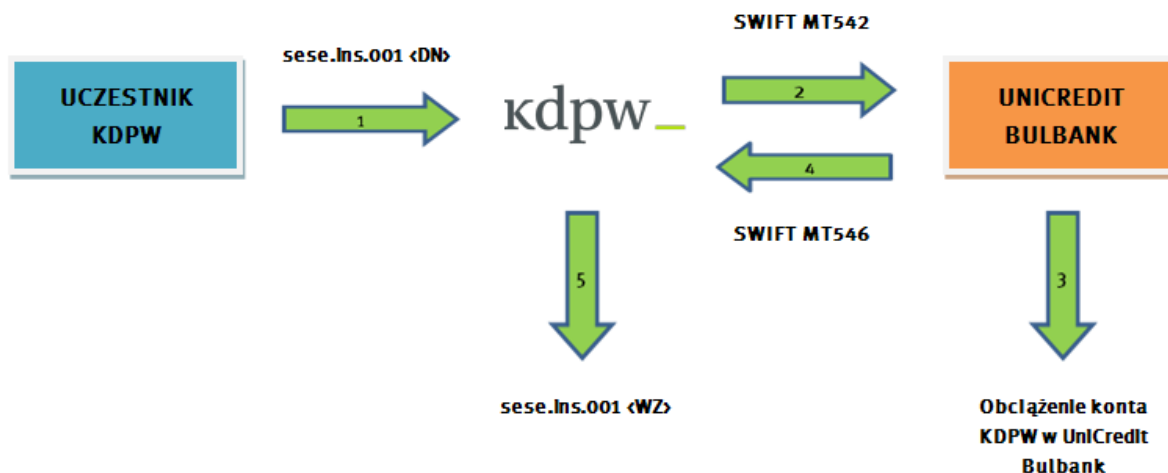 SWIFT MT542
sese.ins.001 <DN>
UCZESTNIK
KDPW
1
kdpw_
2
UNICREDIT
BULBANK
4
SWIFT MT546
5
3
sese.ins.001 <WZ>
Obciążenie konta
KDPW w UniCredit
Bulbank